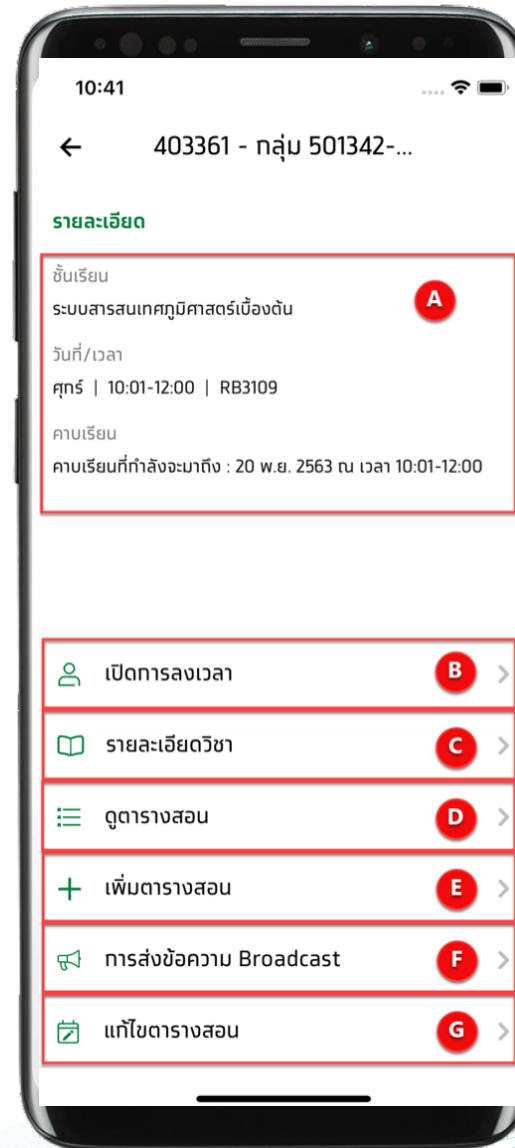 10:41
403361 - กลุ่ม 501342-...
รายละเอียด
ชั้นเรียน
A
ระบบสารสนเทศภูมิศาสตร์เบื้องต้น
วันที่/เวลา
ศุกร์ | 10:01-12:00 | RB3109
คาบเรียน
คาบเรียนที่กำลังจะมาถึง : 20 พ.ย. 2563 ณ เวลา 10:01-12:00
เปิดการลงเวลา B
รายละเอียดวิชา C
ดูตารางสอน D
เพิ่มตารางสอน E
การส่งข้อความ Broadcast F
แก้ไขตารางสอน G